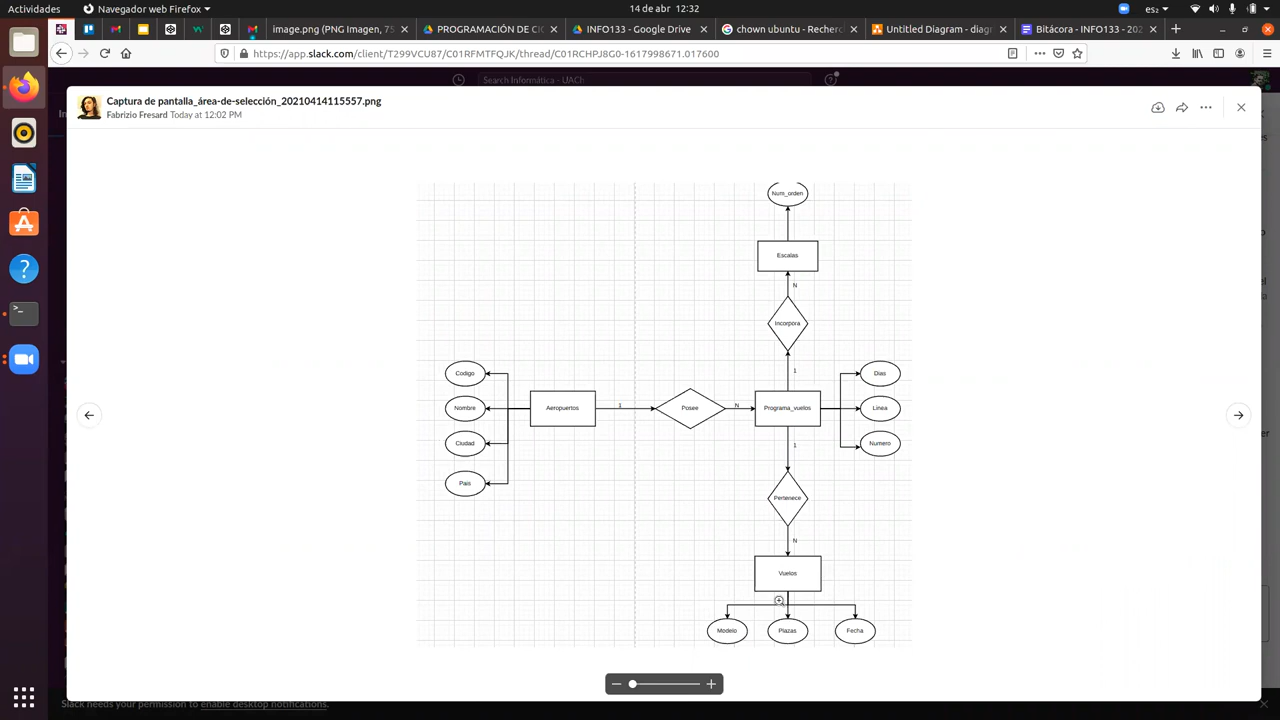 Actividades
Navegador web Firefox
14 de abr 12:32
es2
image.png (PNG Imagen, 75
PROGRAMACIÓN DE CIC
INFO133 - Google Drive
chown ubuntu - Recherc
Untitled Diagram - diagr
Bitácora - INFO133 - 202
https://app.slack.com/client/T299VCU87/C01RFMTFQJK/thread/C01RCHPJ8G0-1617998671.017600
Search Informática - UACh
Captura de pantalla_área-de-selección_20210414115557.png
Fabrizio Fresard Today at 12:02 PM
Num_orden
Escalas
N
Incorpora
1
Codigo
Dias
Nombre
Aeropuertos
1
Posee
N
Programa_vuelos
Linea
Ciudad
1
Numero
Pais
Pertenece
N
Vuelos
Modelo
Plazas
Fecha
Slack needs your permission to enable desktop notifications.